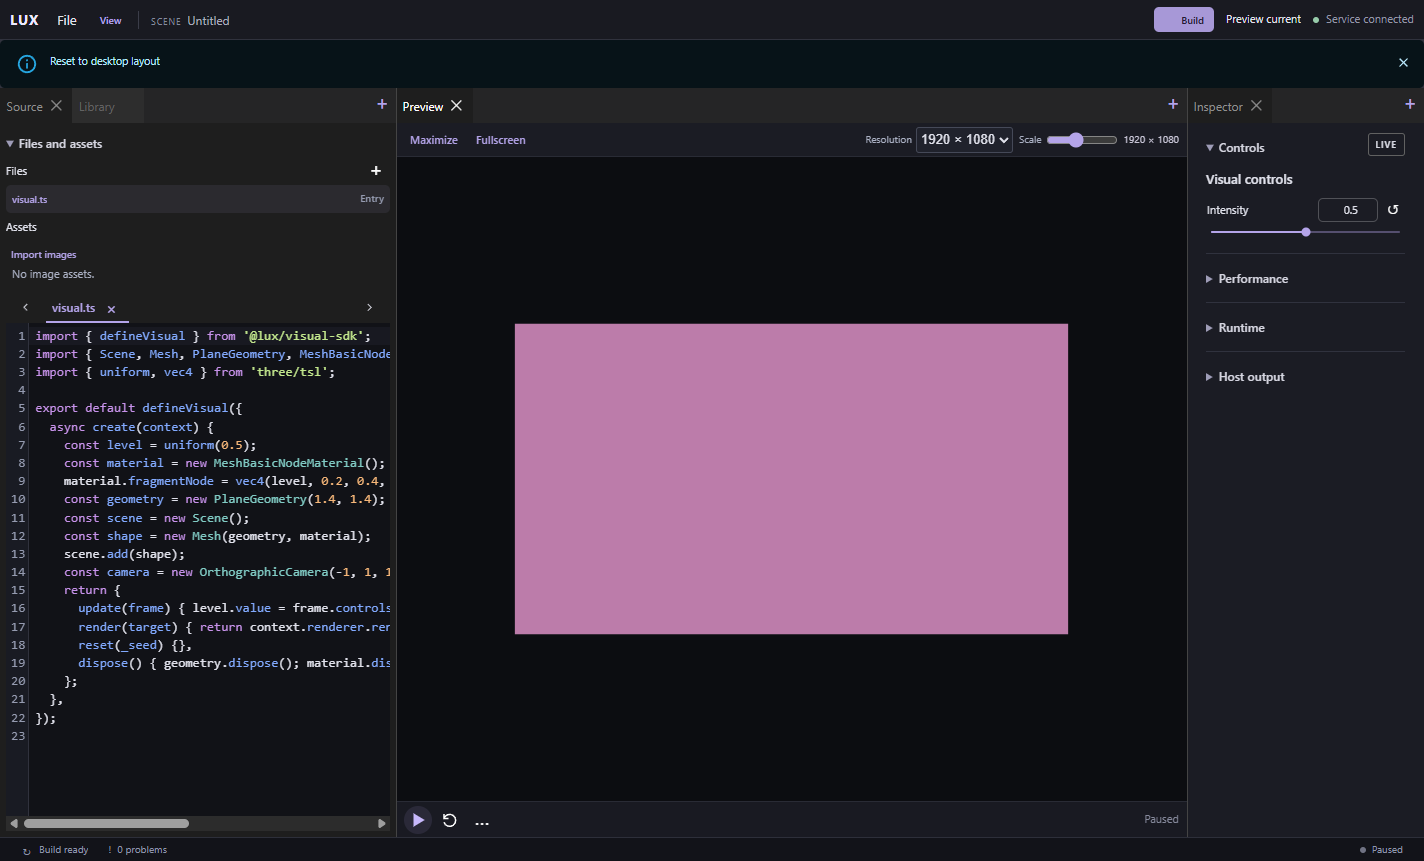 LUX File View SCENE Untitled Build Preview current Service connected
Reset to desktop layout
Source Library +
Files and assets
Files +
visual.ts Entry
Assets
Import images
No image assets.
visual.ts
1 import { defineVisual } from '@lux/visual-sdk';
2 import { Scene, Mesh, PlaneGeometry, MeshBasicNode
3 import { uniform, vec4 } from 'three/tsl';
4
5 export default defineVisual({
6 async create(context) {
7 const level = uniform(0.5);
8 const material = new MeshBasicNodeMaterial();
9 material.fragmentNode = vec4(level, 0.2, 0.4,
10 const geometry = new PlaneGeometry(1.4, 1.4);
11 const scene = new Scene();
12 const shape = new Mesh(geometry, material);
13 scene.add(shape);
14 const camera = new OrthographicCamera(-1, 1, 1
15 return {
16 update(frame) { level.value = frame.controls
17 render(target) { return context.renderer.ren
18 reset(_seed) {},
19 dispose() { geometry.dispose(); material.dis
20 };
21 },
22 });
23
Preview +
Maximize Fullscreen Resolution 1920 × 1080 Scale 1920 × 1080
... Paused
Inspector +
Controls LIVE
Visual controls
Intensity 0.5
Performance
Runtime
Host output
Build ready ! 0 problems Paused